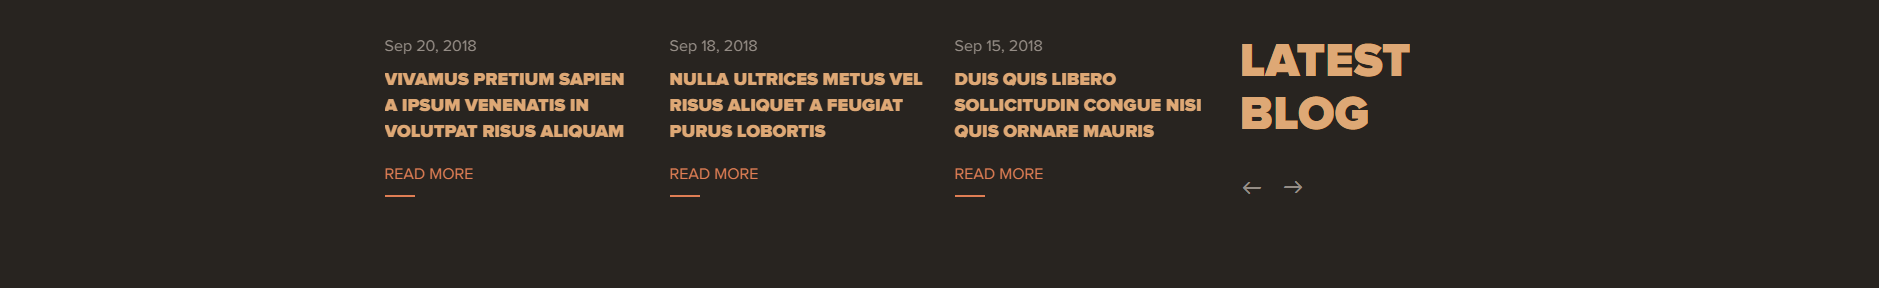 Sep 20, 2018
VIVAMUS PRETIUM SAPIEN
A IPSUM VENENATIS IN
VOLUTPAT RISUS ALIQUAM
READ MORE
Sep 18, 2018
NULLA ULTRICES METUS VEL
RISUS ALIQUET A FEUGIAT
PURUS LOBORTIS
READ MORE
Sep 15, 2018
DUIS QUIS LIBERO
SOLLICITUDIN CONGUE NISI
QUIS ORNARE MAURIS
READ MORE
LATEST
BLOG